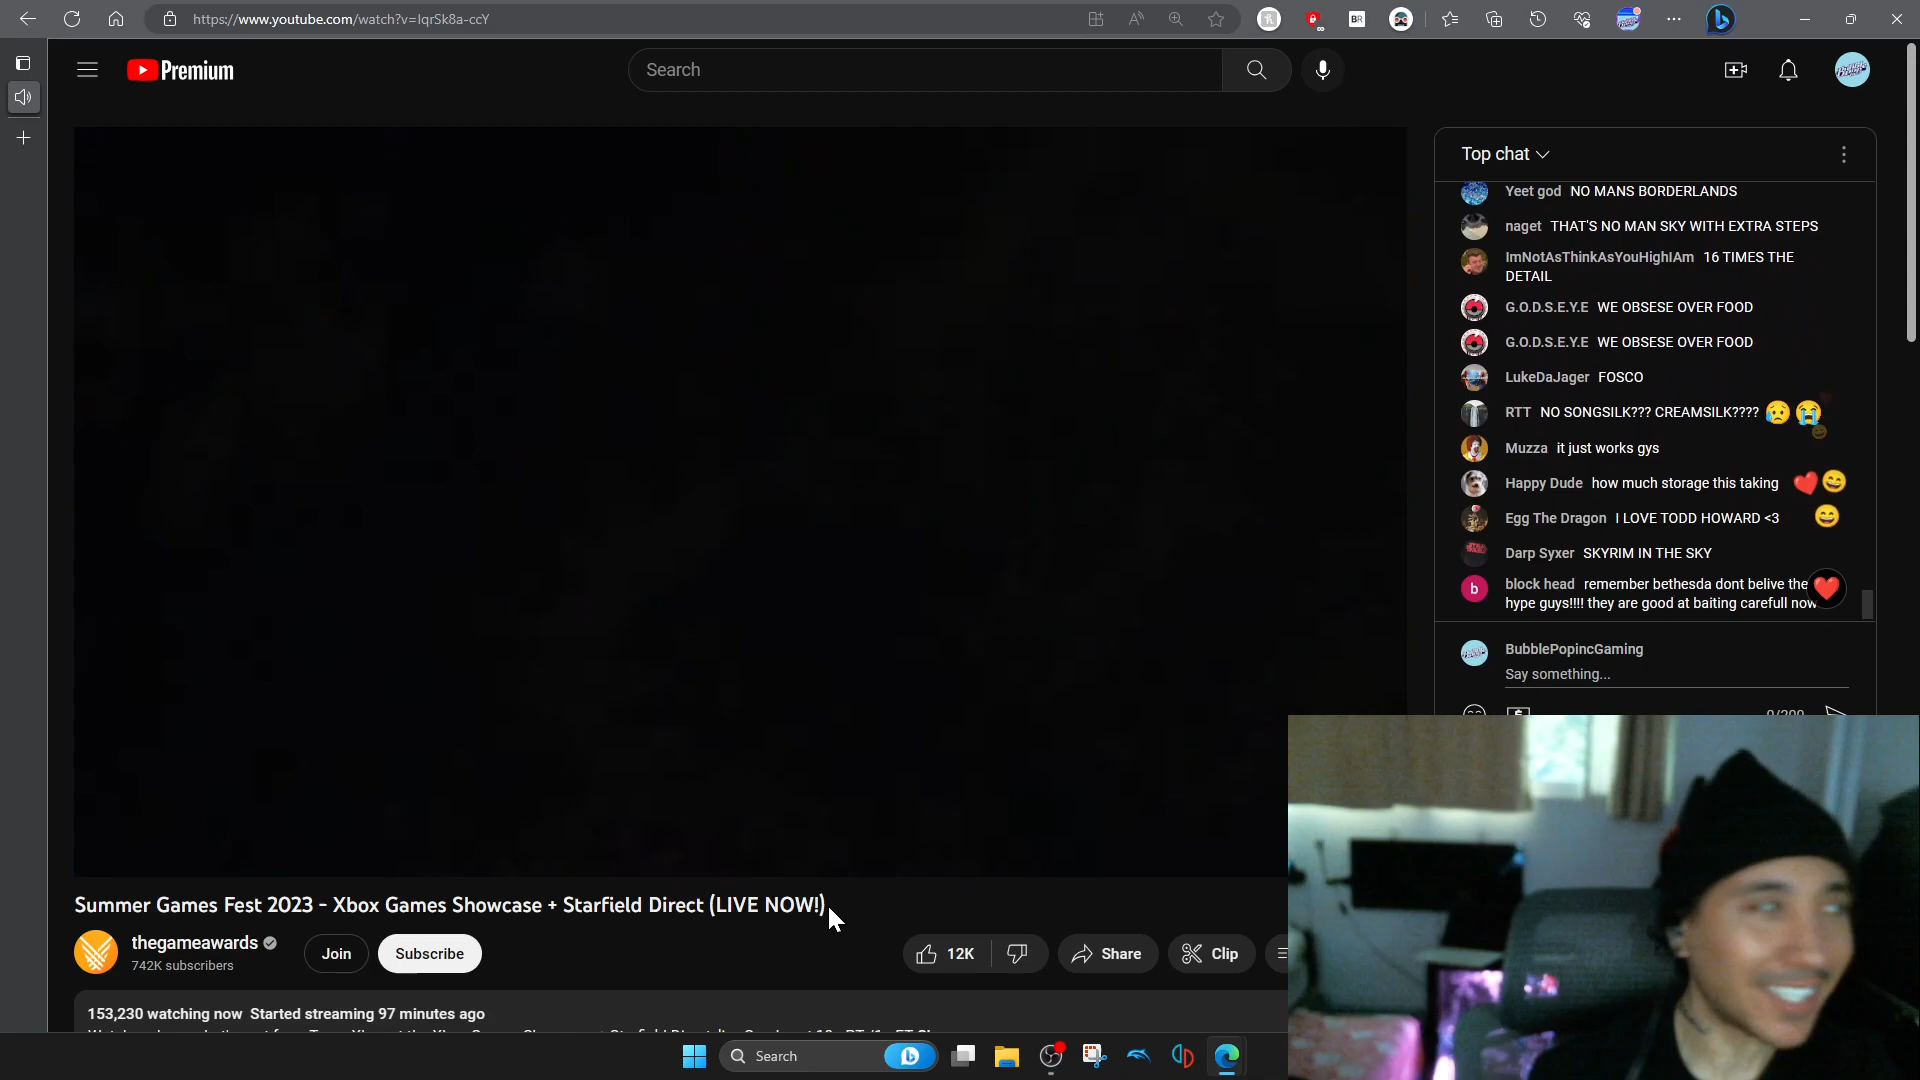 https://www.youtube.com/watch?v=IqrSk8a-ccY
Premium
Search
Top chat
Yeet god NO MANS BORDERLANDS
naget THAT'S NO MAN SKY WITH EXTRA STEPS
ImNotAsThinkAsYouHighIAm 16 TIMES THE
DETAIL
G.O.D.S.E.Y.E WE OBSESE OVER FOOD
G.O.D.S.E.Y.E WE OBSESE OVER FOOD
LukeDaJager FOSCO
RTT NO SONGSILK??? CREAMSILK????
Muzza it just works gys
Happy Dude how much storage this taking
Egg The Dragon I LOVE TODD HOWARD <3
Darp Syxer SKYRIM IN THE SKY
b block head remember bethesda dont belive the
hype guys!!!! they are good at baiting carefull now
BubblePopincGaming
Say something...
0/200
Summer Games Fest 2023 - Xbox Games Showcase + Starfield Direct (LIVE NOW!)
thegameawards
742K subscribers
Join
Subscribe
12K
Share
Clip
153,230 watching now Started streaming 97 minutes ago
Search